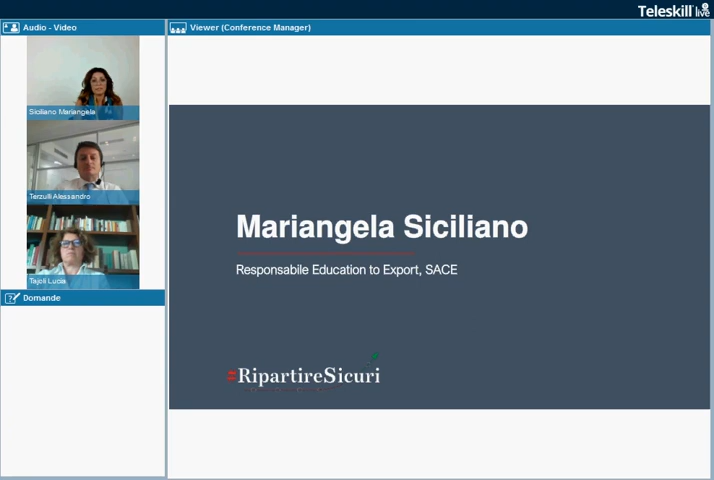 Teleskill live
Audio - Video
Viewer (Conference Manager)
Siciliano Mariangela
Terzulli Alessandro
Tajoli Lucia
Domande
Mariangela Siciliano
Responsabile Education to Export, SACE
=RipartireSicuri